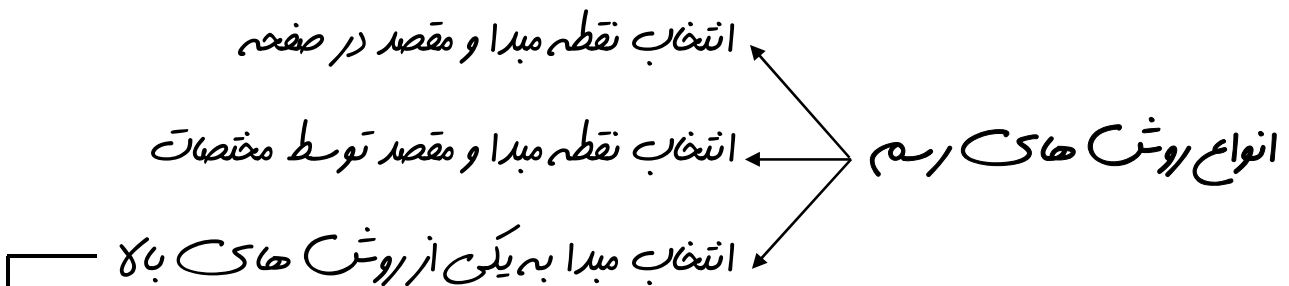 انواع روش های رسم
انتخاب نقطه مبدا و مقصد در صفحه
انتخاب نقطه مبدا و مقصد توسط مختصات
انتخاب مبدا به یکی از روش های بالا